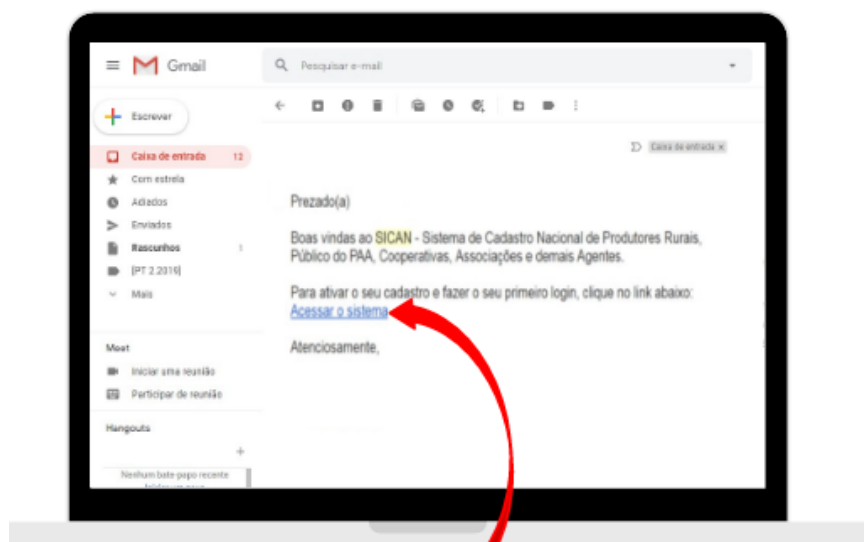 Gmail
Pesquisar e-mail
Escrever
Caixa de entrada 12
Com estrela
Adiados
Enviados
Rascunhos 1
[PT 2.2019]
Mais
Meet
Iniciar uma reunião
Participar de reunião
Hangouts
Nenhum bate-papo recente
Caixa de entrada x
Prezado(a)
Boas vindas ao SICAN - Sistema de Cadastro Nacional de Produtores Rurais,
Público do PAA, Cooperativas, Associações e demais Agentes.
Para ativar o seu cadastro e fazer o seu primeiro login, clique no link abaixo:
Acessar o sistema
Atenciosamente,